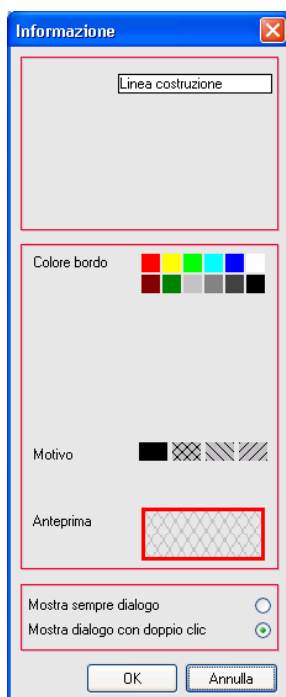 Informazione
Linea costruzione
Colore bordo
Motivo
Anteprima
Mostra sempre dialogo
Mostra dialogo con doppio clic
OK
Annulla